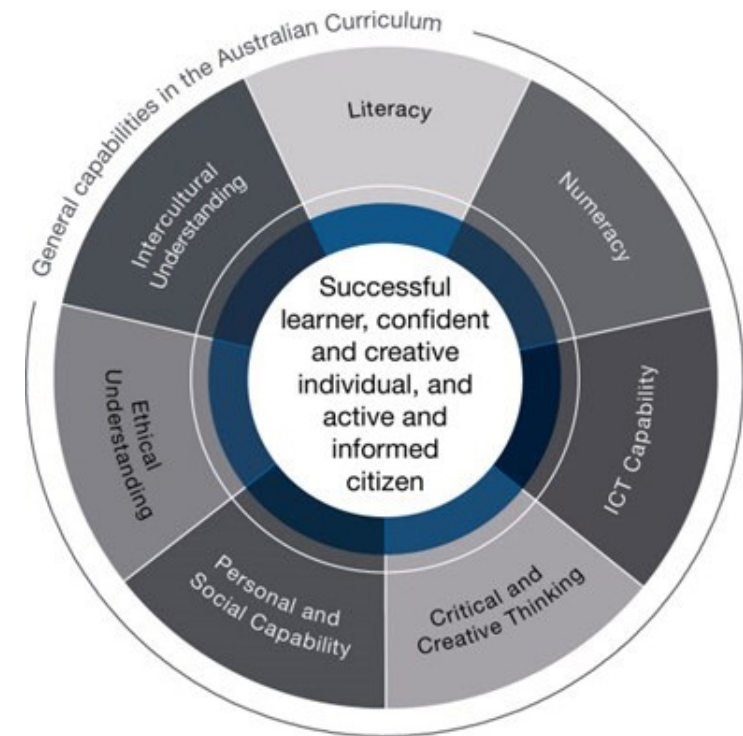 General capabilities in the Australian Curriculum
Literacy
Numeracy
ICT Capability
Critical and
Creative Thinking
Personal and
Social Capability
Ethical
Understanding
Intercultural
Understanding
Successful
learner, confident
and creative
individual, and
active and
informed
citizen